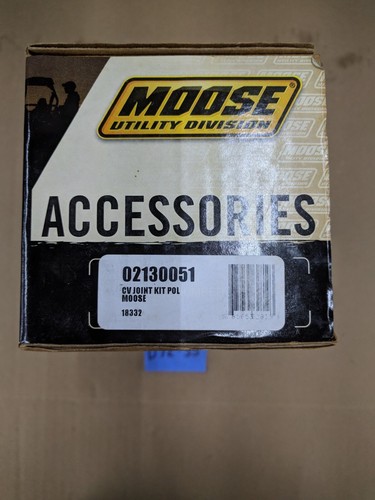 MOOSE
UTILITY DIVISION
ACCESSORIES
02130051
CV JOINT KIT POL
MOOSE
18332